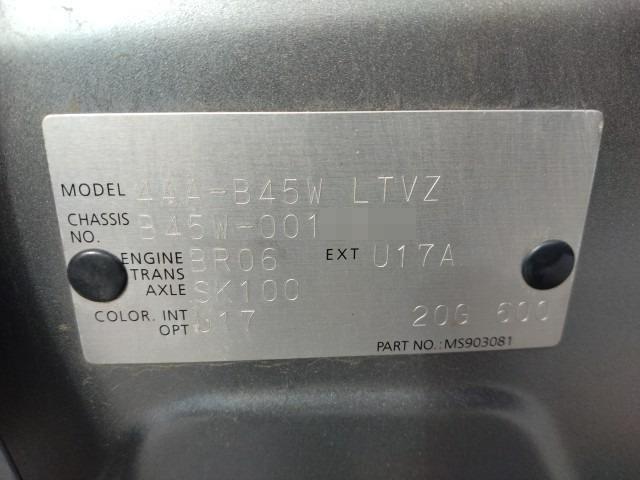 MODEL 4AA-B45W LTVZ
CHASSIS NO. B45W-001
ENGINE BR06 EXT U17A
TRANS AXLE SK100
COLOR. INT OPT U17 20G 600
PART NO.:MS903081